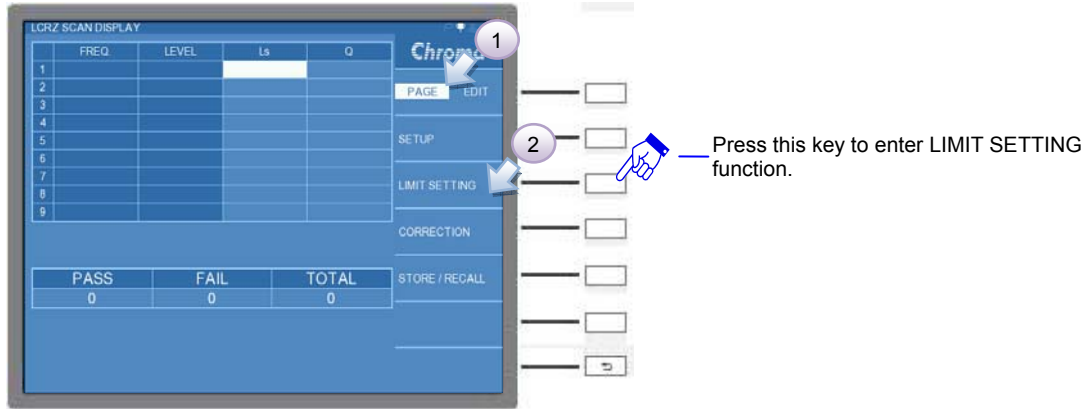 LCRZ SCAN DISPLAY
Chroma
1
FREQ. LEVEL Ls Q
1
2
3
4
5
6
7
8
9
PAGE EDIT
SETUP
2
LIMIT SETTING
CORRECTION
STORE / RECALL
PASS FAIL TOTAL
0 0 0
Press this key to enter LIMIT SETTING
function.